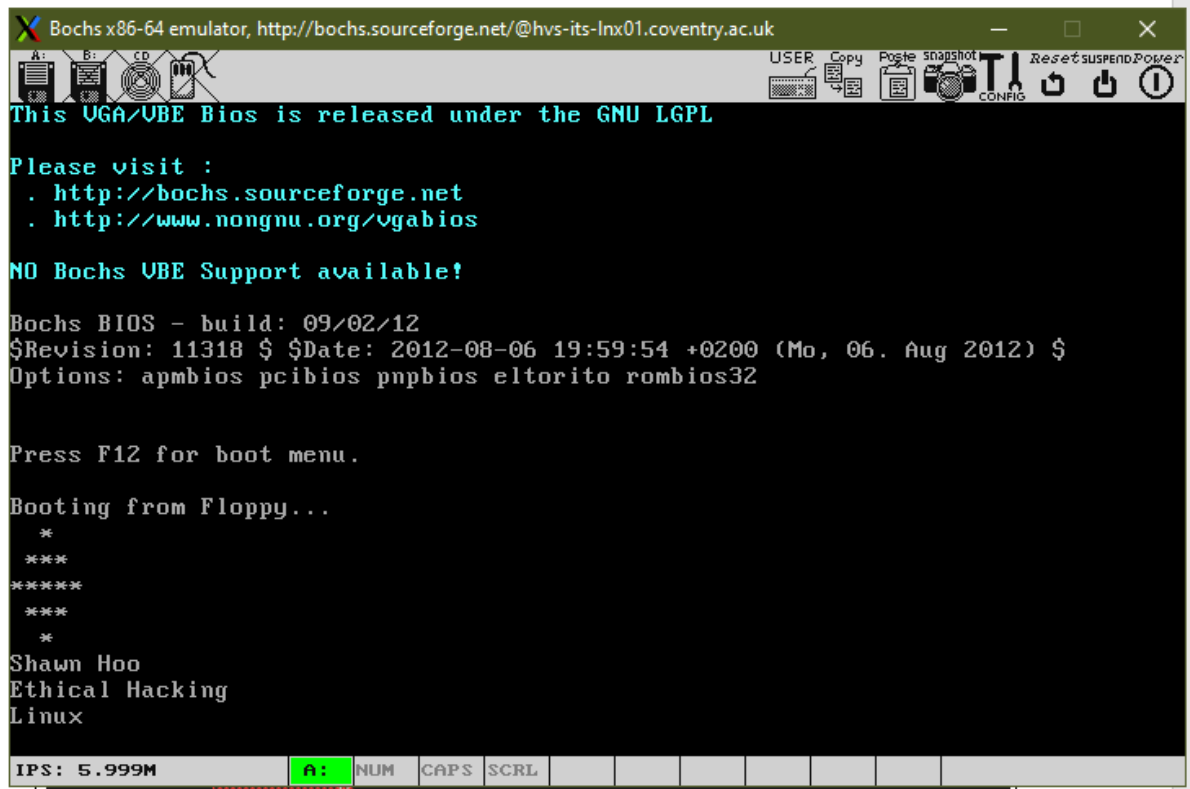 Bochs x86-64 emulator, http://bochs.sourceforge.net/@hvs-its-lnx01.coventry.ac.uk
A: B: CD USER Copy Paste snapshot CONFIG Reset SUSPEND Power
This VGA/VBE Bios is released under the GNU LGPL
Please visit :
 . http://bochs.sourceforge.net
 . http://www.nongnu.org/vgabios
NO Bochs VBE Support available!
Bochs BIOS - build: 09/02/12
$Revision: 11318 $ $Date: 2012-08-06 19:59:54 +0200 (Mo, 06. Aug 2012) $
Options: apmbios pcibios pnpbios eltorito rombios32
Press F12 for boot menu.
Booting from Floppy...
  *
 ***
*****
 ***
  *
Shawn Hoo
Ethical Hacking
Linux
IPS: 5.999M A: NUM CAPS SCRL